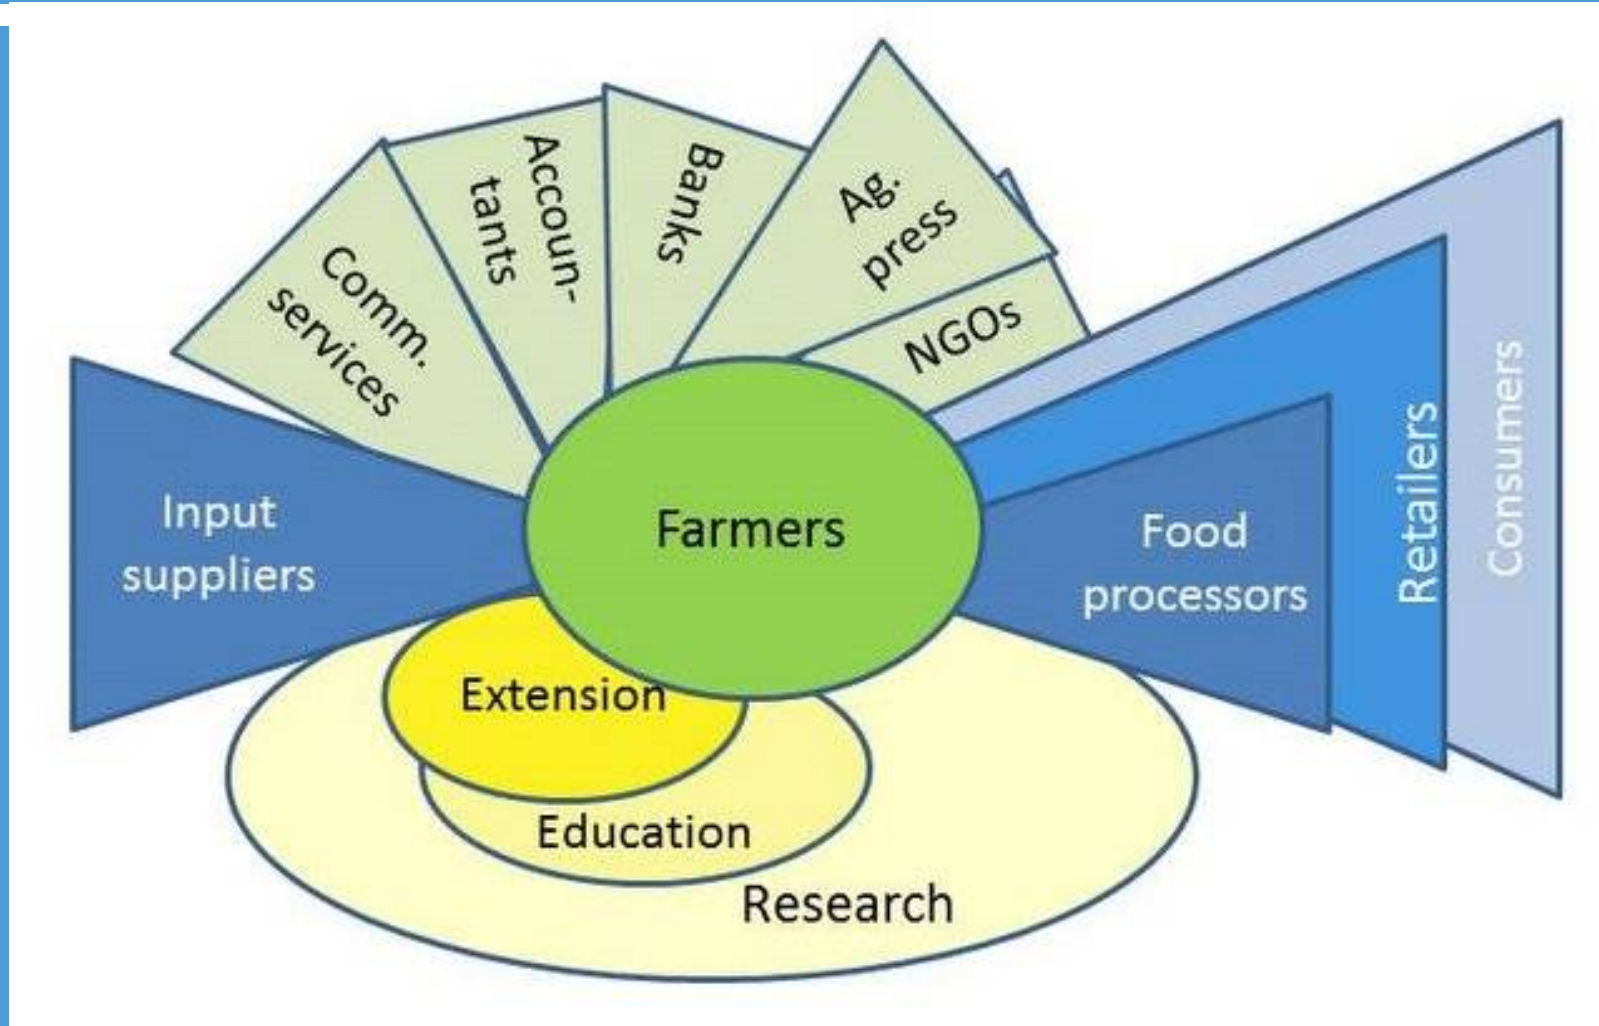 Comm.
services
Accoun-
tants
Banks
Ag.
press
NGOs
Input
suppliers
Farmers
Food
processors
Retailers
Consumers
Extension
Education
Research